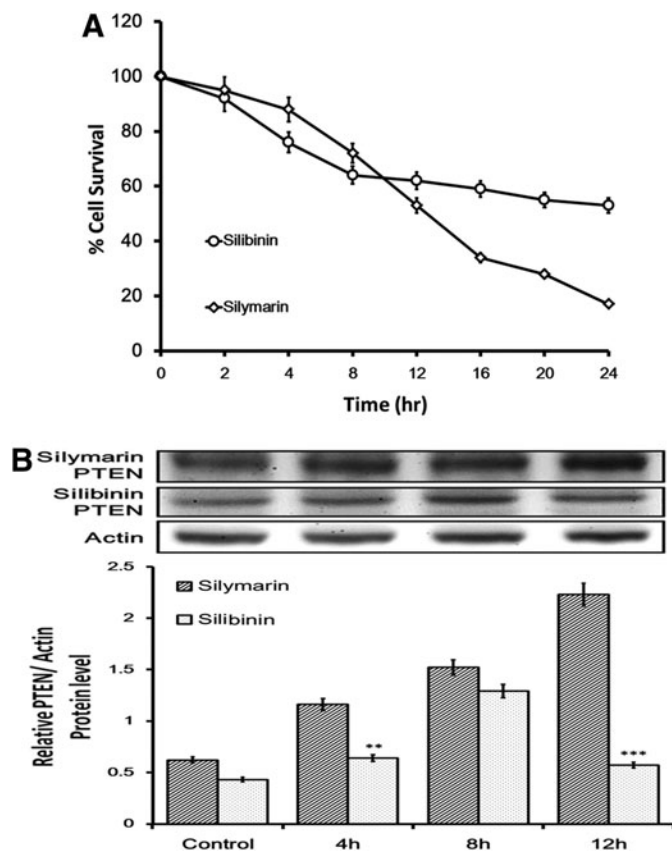 A
120
100
80
60
40
20
0
% Cell Survival
Silibinin
Silymarin
0 2 4 8 12 16 20 24
Time (hr)
B
Silymarin
PTEN
Silibinin
PTEN
Actin
2.5
2
1.5
1
0.5
0
Relative PTEN/ Actin
Protein level
Silymarin
Silibinin
**
***
Control 4h 8h 12h